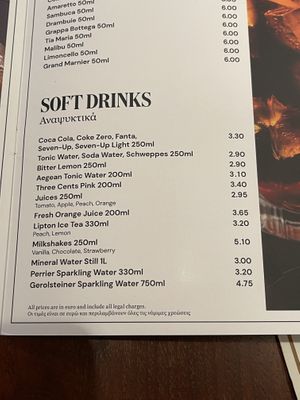 Amaretto 50ml 6.00
Sambuca 50ml 6.00
Drambuie 50ml 6.00
Grappa Bottega 50ml 6.00
Tia Maria 50ml 6.00
Malibu 50ml 6.00
Limoncello 50ml 6.00
Grand Marnier 50ml 6.00
SOFT DRINKS
Αναψυκτικά
Coca Cola, Coke Zero, Fanta, 3.30
Seven-Up, Seven-Up Light 250ml
Tonic Water, Soda Water, Schweppes 250ml 2.90
Bitter Lemon 250ml 2.90
Aegean Tonic Water 200ml 3.10
Three Cents Pink 200ml 3.40
Juices 250ml 2.95
Tomato, Apple, Peach, Orange
Fresh Orange Juice 200ml 3.65
Lipton Ice Tea 330ml 3.20
Peach, Lemon
Milkshakes 250ml 5.10
Vanilla, Chocolate, Strawberry
Mineral Water Still 1L 3.00
Perrier Sparkling Water 330ml 3.20
Gerolsteiner Sparkling Water 750ml 4.75
All prices are in euro and include all legal charges.
Οι τιμές είναι σε ευρώ και περιλαμβάνουν όλες τις νόμιμες χρεώσεις